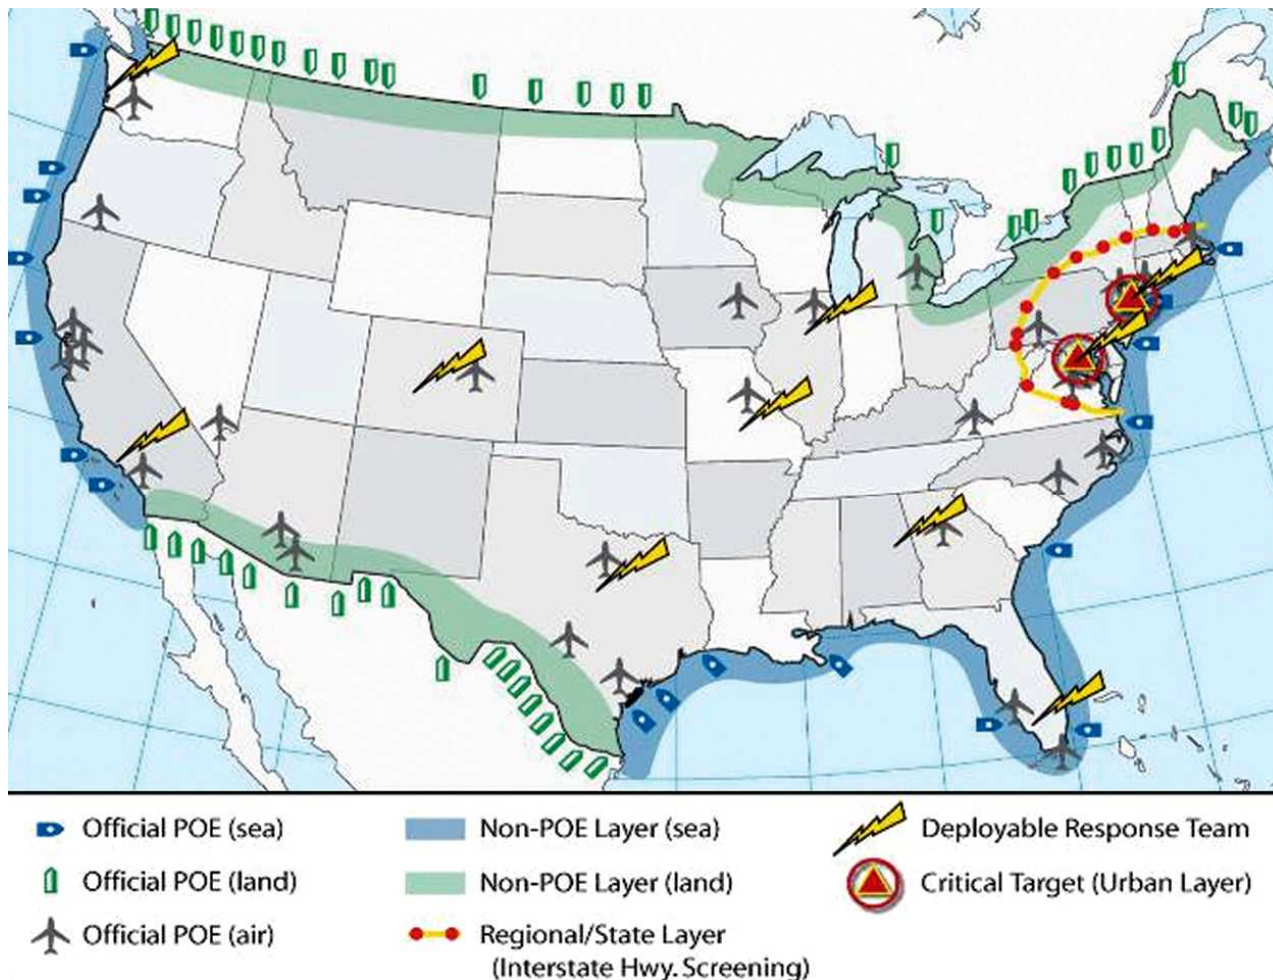 Official POE (sea)
Official POE (land)
Official POE (air)
Non-POE Layer (sea)
Non-POE Layer (land)
Regional/State Layer
(Interstate Hwy. Screening)
Deployable Response Team
Critical Target (Urban Layer)